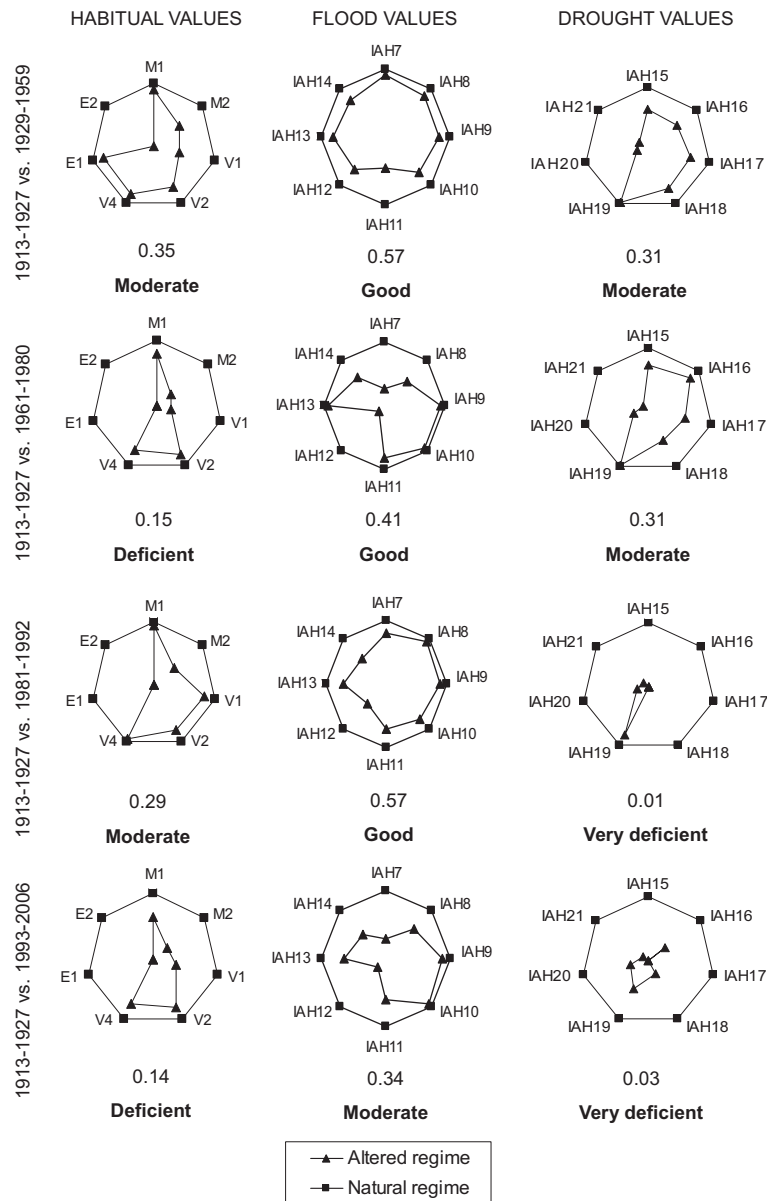 HABITUAL VALUES FLOOD VALUES DROUGHT VALUES
1913-1927 vs. 1929-1959
M1 M2 V1 V2 V4 E1 E2
0.35
Moderate
IAH7 IAH8 IAH9 IAH10 IAH11 IAH12 IAH13 IAH14
0.57
Good
IAH15 IAH16 IAH17 IAH18 IAH19 IAH20 IAH21
0.31
Moderate
1913-1927 vs. 1961-1980
M1 M2 V1 V2 V4 E1 E2
0.15
Deficient
IAH7 IAH8 IAH9 IAH10 IAH11 IAH12 IAH13 IAH14
0.41
Good
IAH15 IAH16 IAH17 IAH18 IAH19 IAH20 IAH21
0.31
Moderate
1913-1927 vs. 1981-1992
M1 M2 V1 V2 V4 E1 E2
0.29
Moderate
IAH7 IAH8 IAH9 IAH10 IAH11 IAH12 IAH13 IAH14
0.57
Good
IAH15 IAH16 IAH17 IAH18 IAH19 IAH20 IAH21
0.01
Very deficient
1913-1927 vs. 1993-2006
M1 M2 V1 V2 V4 E1 E2
0.14
Deficient
IAH7 IAH8 IAH9 IAH10 IAH11 IAH12 IAH13 IAH14
0.34
Moderate
IAH15 IAH16 IAH17 IAH18 IAH19 IAH20 IAH21
0.03
Very deficient
Altered regime
Natural regime